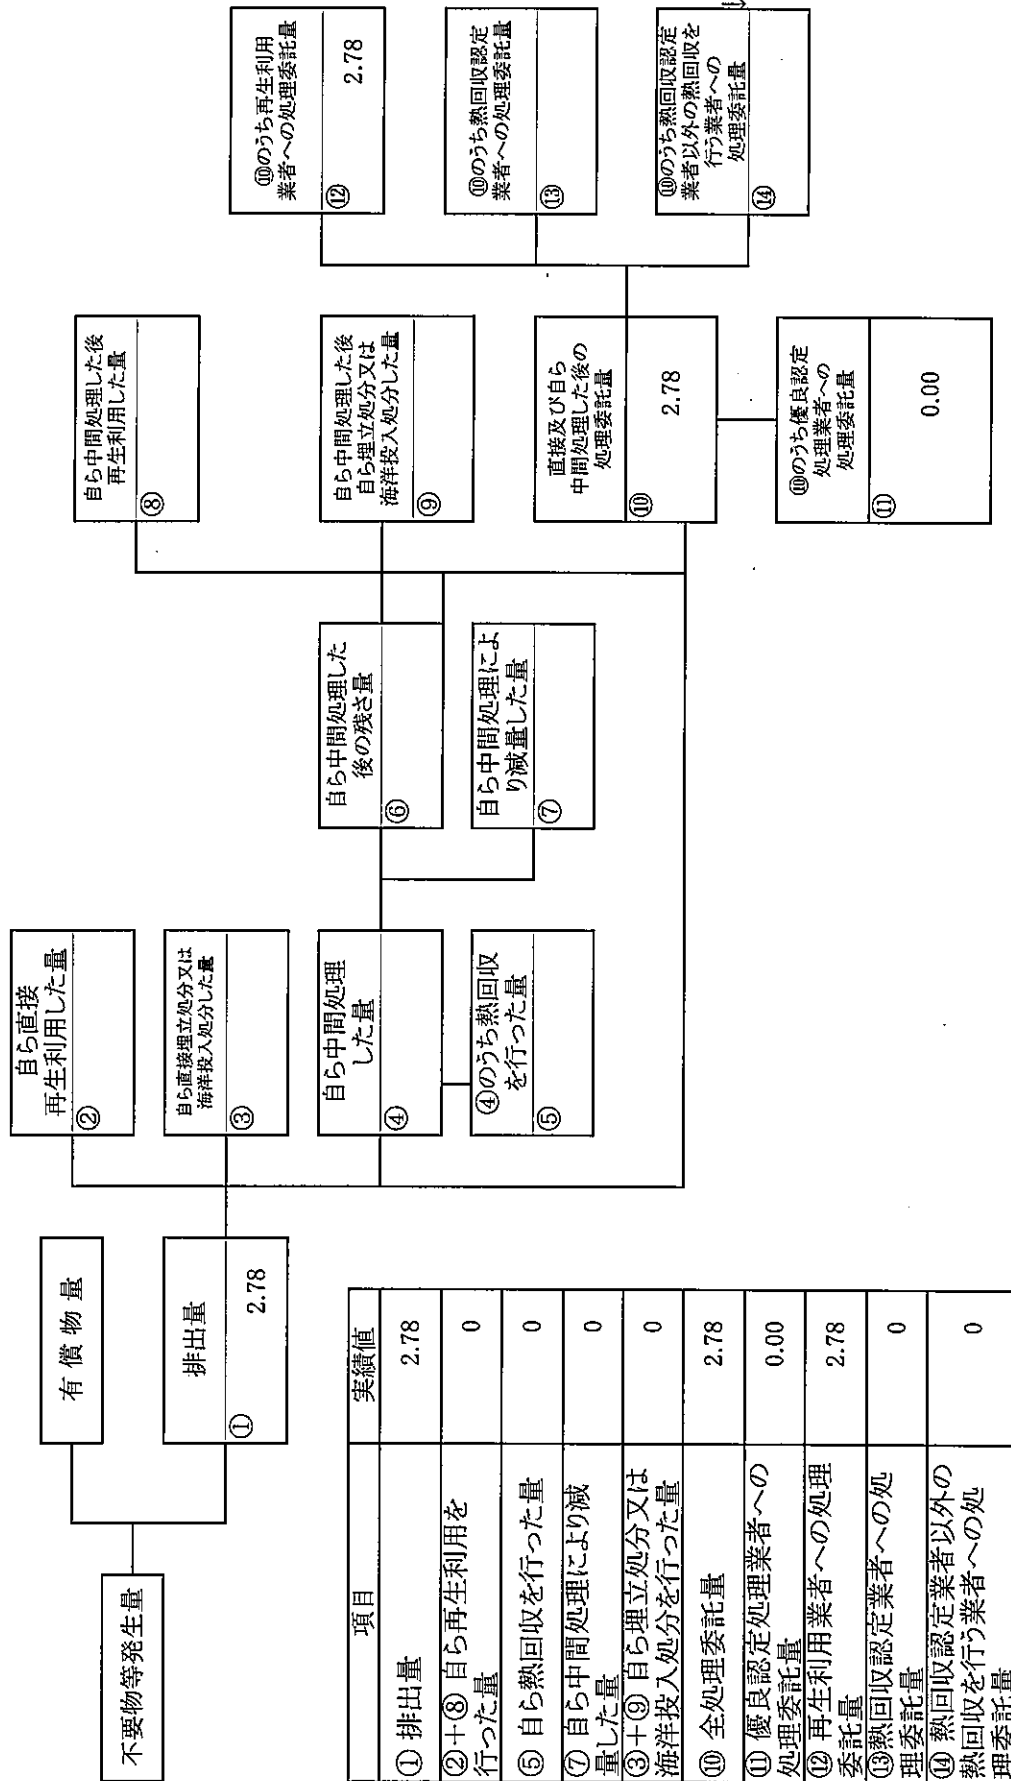 不要物等発生量
有償物量
排出量
①
2.78
自ら直接
再生利用した量
②
自ら直接埋立処分又は
海洋投入処分した量
③
自ら中間処理
した量
④
④のうち熱回収
を行った量
⑤
自ら中間処理した
後の残さ量
⑥
自ら中間処理によ
り減量した量
⑦
自ら中間処理した後
再生利用した量
⑧
自ら中間処理した後
自ら埋立処分又は
海洋投入処分した量
⑨
直接及び自ら
中間処理した後の
処理委託量
⑩
2.78
⑩のうち優良認定
処理業者への
処理委託量
⑪
0.00
⑩のうち再生利用
業者への処理委託量
⑫
2.78
⑩のうち熱回収認定
業者への処理委託量
⑬
⑩のうち熱回収認定
業者以外の熱回収を
行う業者への
処理委託量
⑭
項目 実績値
①排出量 2.78
②+⑧ 自ら再生利用を
行った量 0
⑤ 自ら熱回収を行った量 0
⑦ 自ら中間処理により減
量した量 0
③+⑨ 自ら埋立処分又は
海洋投入処分を行った量 0
⑩ 全処理委託量 2.78
⑪ 優良認定処理業者への
処理委託量 0.00
⑫ 再生利用業者への処理
委託量 2.78
⑬熱回収認定業者への処
理委託量 0
⑭ 熱回収認定業者以外の
熱回収を行う業者への処
理委託量 0